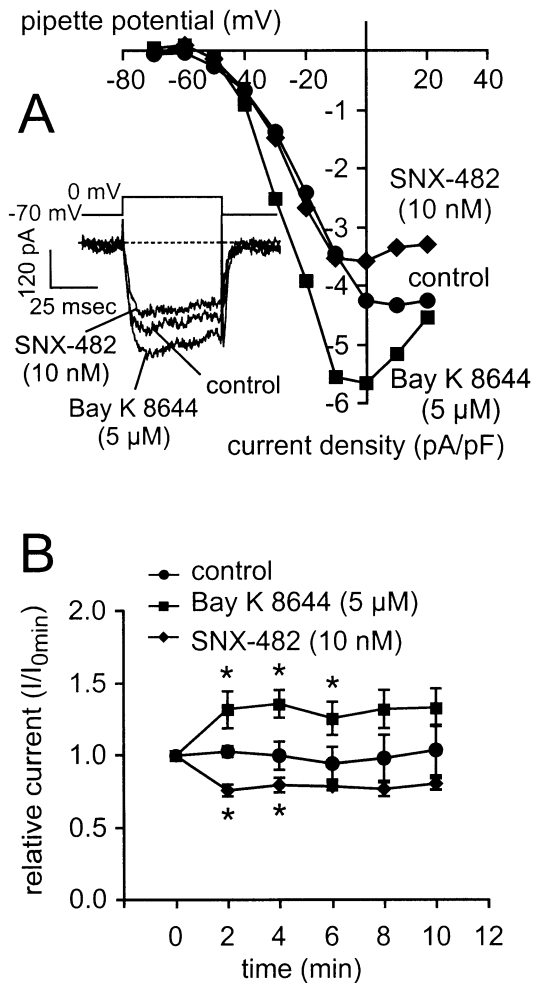 pipette potential (mV)
-80 -60 -40 -20 20 40
A
-1
-2
-3
-4
-5
-6
SNX-482
(10 nM)
control
Bay K 8644
(5 µM)
current density (pA/pF)
0 mV
-70 mV
120 pA
25 msec
SNX-482
(10 nM)
control
Bay K 8644
(5 µM)
B
control
Bay K 8644 (5 µM)
SNX-482 (10 nM)
relative current (I/I0min)
2.0
1.5
1.0
0.5
0.0
* * *
* *
0 2 4 6 8 10 12
time (min)